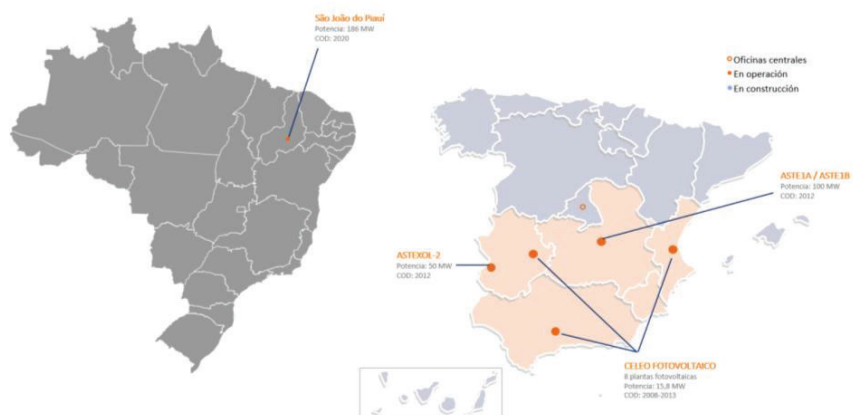 São João do Piauí
Potencia: 186 MW
COD: 2020
Oficinas centrales
En operación
En construcción
ASTE1A / ASTE1B
Potencia: 100 MW
COD: 2012
ASTEXOL-2
Potencia: 50 MW
COD: 2012
CELEO FOTOVOLTAICO
8 plantas fotovoltaicas
Potencia: 15,8 MW
COD: 2008-2013